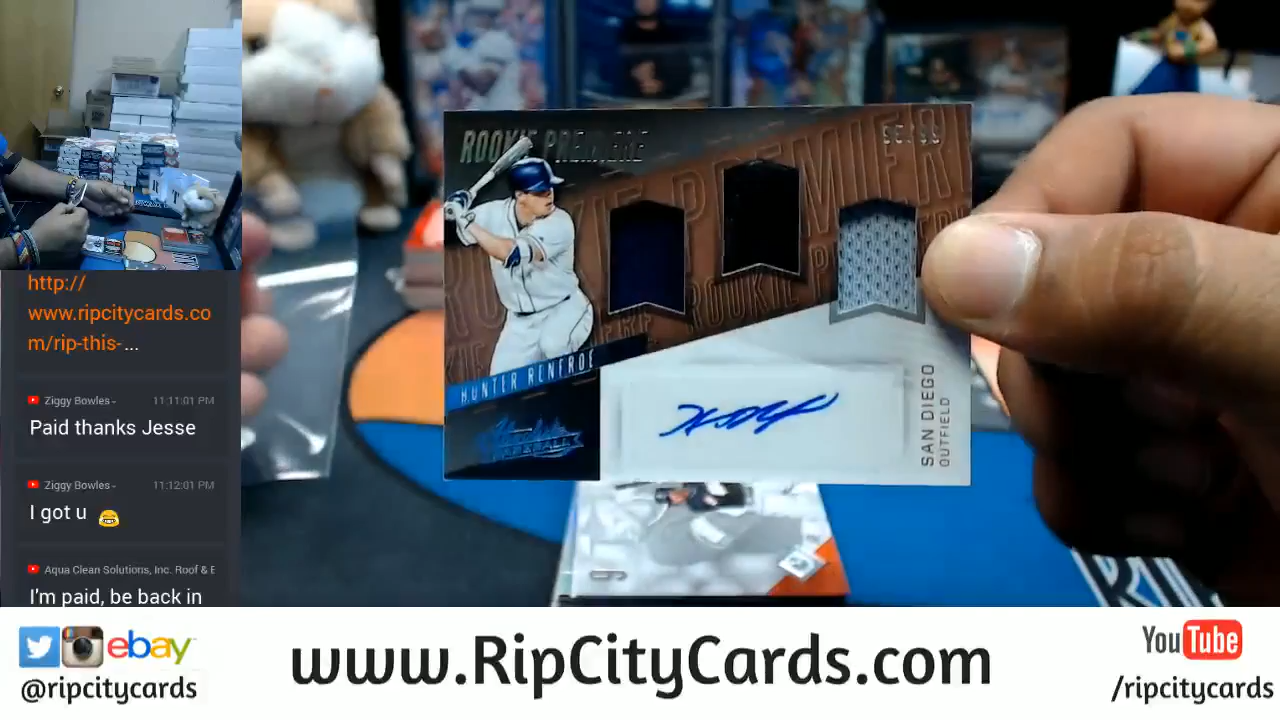 http://
www.ripcitycards.co
m/rip-this-...
Ziggy Bowles-
11:11:01 PM
Paid thanks Jesse
Ziggy Bowles-
11:12:01 PM
I got u 😂
Aqua Clean Solutions, Inc. Roof & E
I'm paid, be back in
ROOKIE PREMIERE
HUNTER RENFROE
Absolute
BASEBALL
SAN DIEGO
OUTFIELD
ebay
@ripcitycards
www.RipCityCards.com
YouTube
/ripcitycards